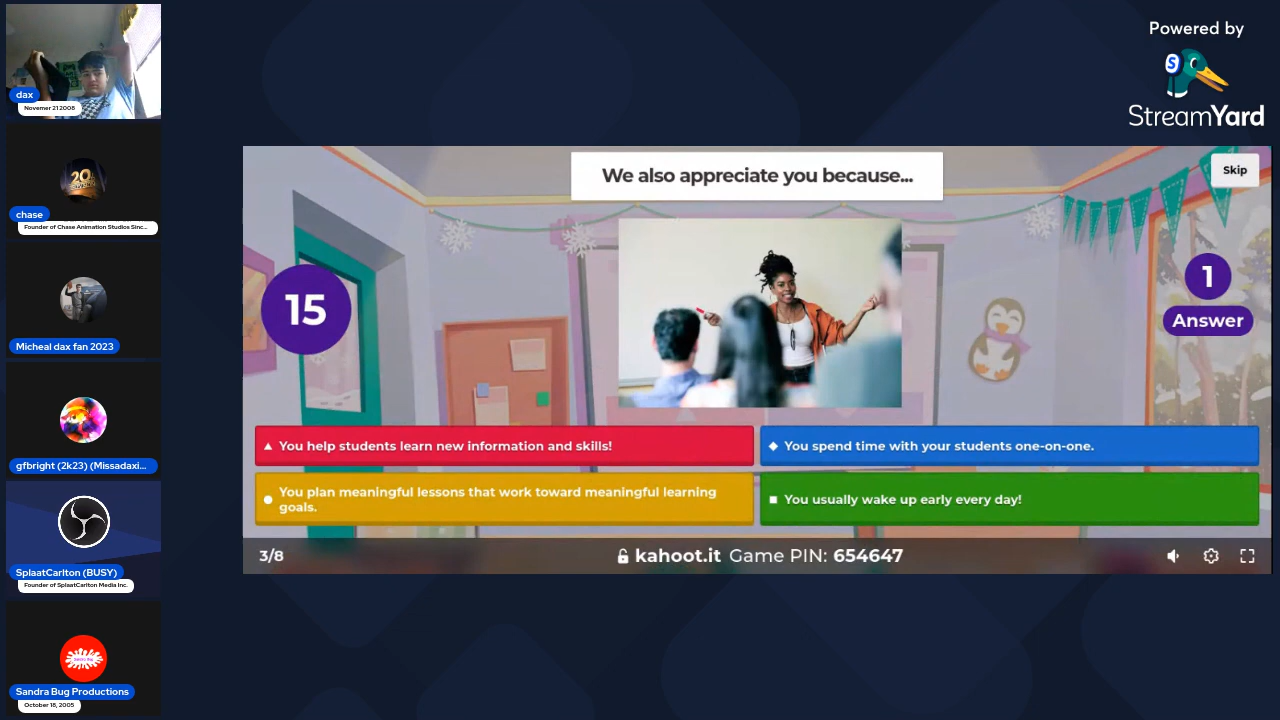 dax
Novemer 21 2008
20
chase
Founder of Chase Animation Studios Sinc...
Micheal dax fan 2023
gfbright (2k23) (Missadaxi...
SplaatCarlton (BUSY)
Founder of SplaatCarlton Media Inc.
Sandra Bug Productions
October 18, 2005
Powered by
S
StreamYard
We also appreciate you because...
Skip
15
1
Answer
You help students learn new information and skills!
You spend time with your students one-on-one.
You plan meaningful lessons that work toward meaningful learning
goals.
You usually wake up early every day!
3/8
kahoot.it Game PIN: 654647